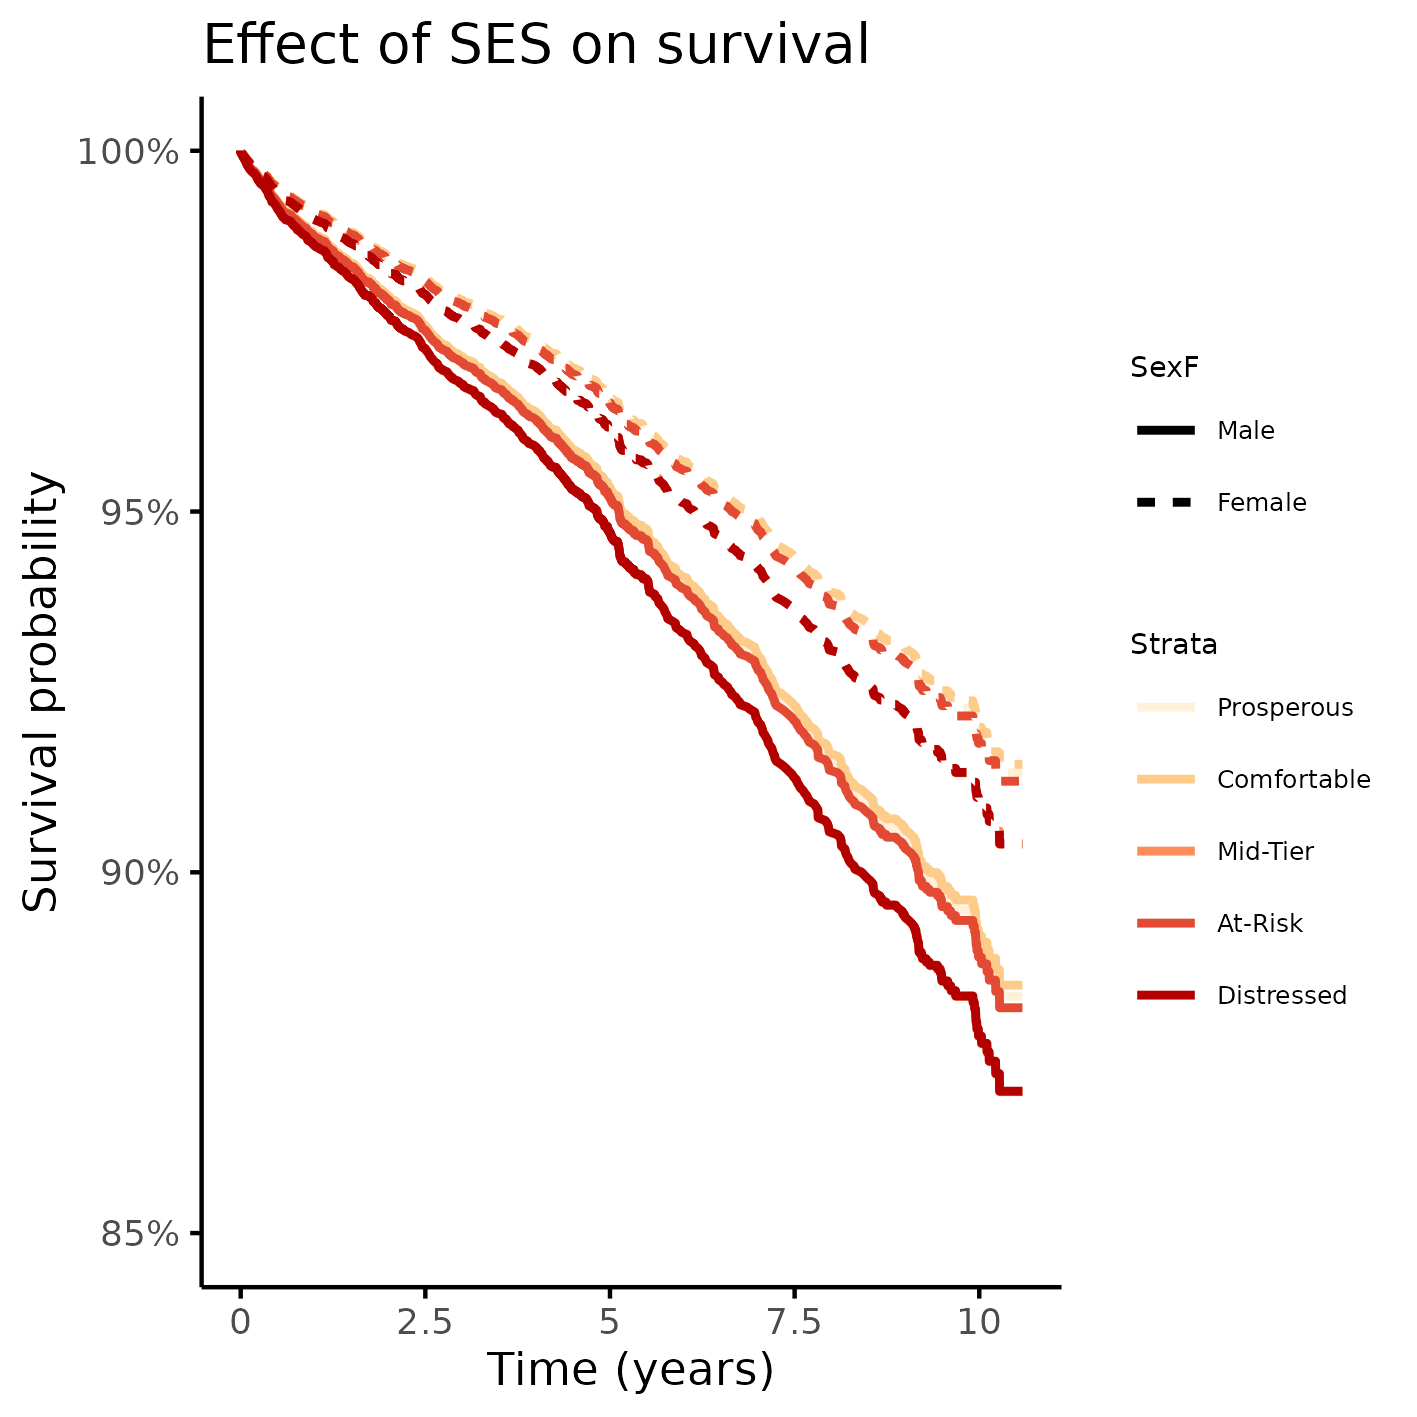 Effect of SES on survival
100%
95%
90%
85%
Survival probability
0 2.5 5 7.5 10
Time (years)
SexF
Male
Female
Strata
Prosperous
Comfortable
Mid-Tier
At-Risk
Distressed